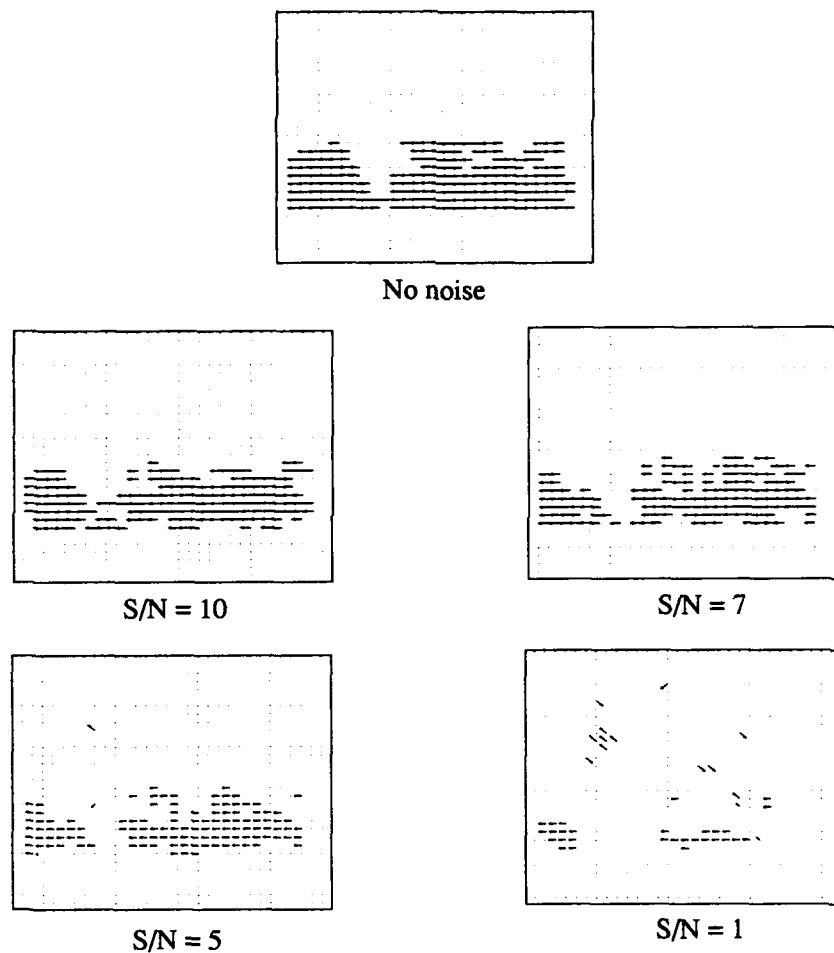 No noise
S/N = 10
S/N = 7
S/N = 5
S/N = 1